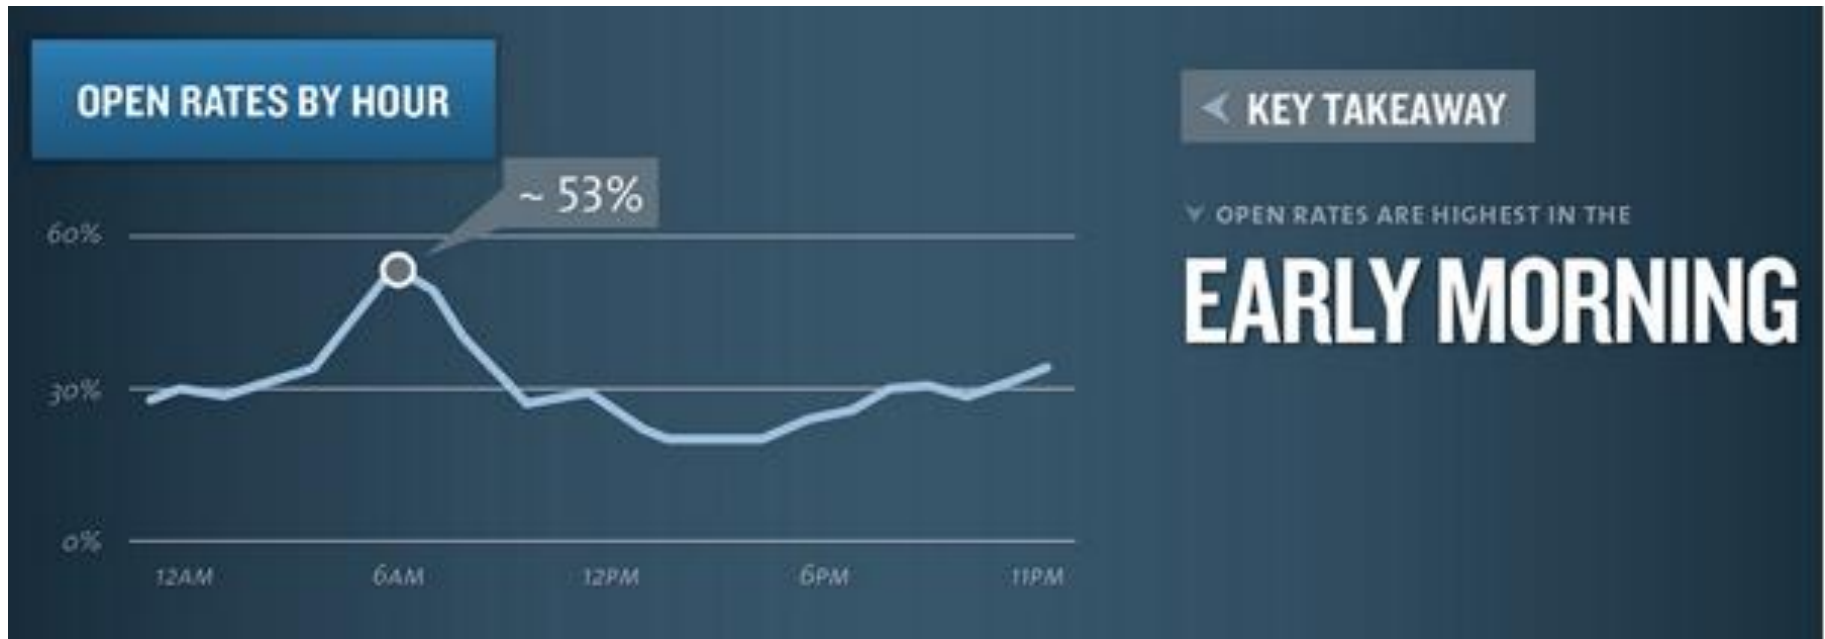 OPEN RATES BY HOUR
~ 53%
60%
30%
0%
12AM 6AM 12PM 6PM 11PM
KEY TAKEAWAY
OPEN RATES ARE HIGHEST IN THE
EARLY MORNING